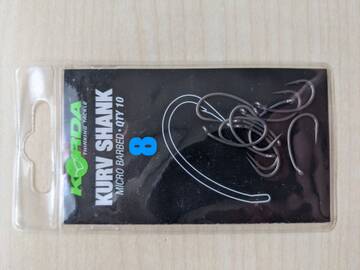 KORDA
THINKING TACKLE
KURV SHANK
MICRO BARBED • QTY 10
8